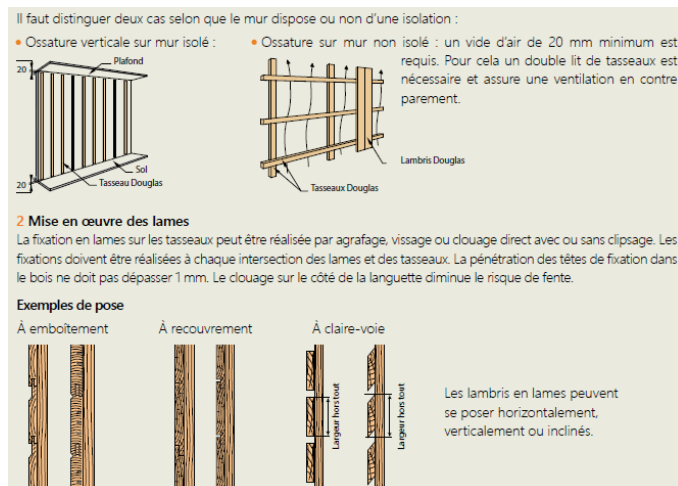 Il faut distinguer deux cas selon que le mur dispose ou non d'une isolation :
• Ossature verticale sur mur isolé :
20
Plafond
Sol
Tasseau Douglas
20
• Ossature sur mur non isolé : un vide d'air de 20 mm minimum est
requis. Pour cela un double lit de tasseaux est
nécessaire et assure une ventilation en contre
parement.
Lambris Douglas
Tasseaux Douglas
2 Mise en œuvre des lames
La fixation en lames sur les tasseaux peut être réalisée par agrafage, vissage ou clouage direct avec ou sans clipsage. Les
fixations doivent être réalisées à chaque intersection des lames et des tasseaux. La pénétration des têtes de fixation dans
le bois ne doit pas dépasser 1 mm. Le clouage sur le côté de la languette diminue le risque de fente.
Exemples de pose
À emboîtement
À recouvrement
À claire-voie
Largeur hors tout
Largeur hors tout
Les lambris en lames peuvent
se poser horizontalement,
verticalement ou inclinés.